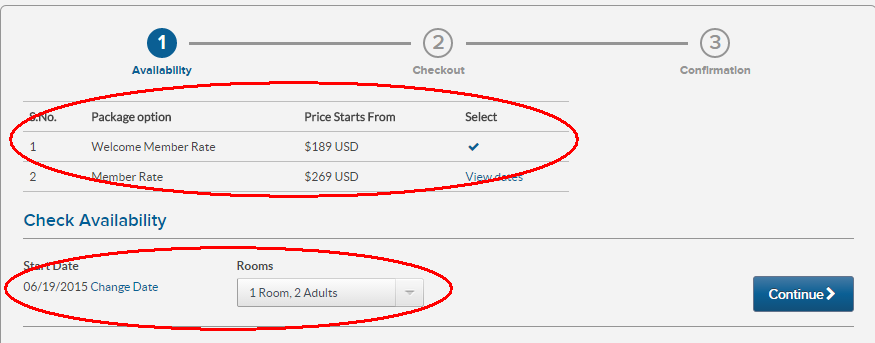 1 2 3
Availability Checkout Confirmation
S.No. Package option Price Starts From Select
1 Welcome Member Rate $189 USD
2 Member Rate $269 USD View dates
Check Availability
Start Date Rooms
06/19/2015 Change Date 1 Room, 2 Adults
Continue